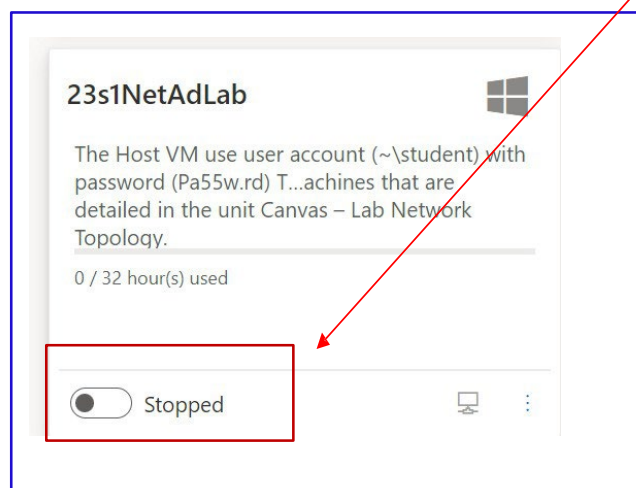 23s1NetAdLab
The Host VM use user account (~\student) with
password (Pa55w.rd) T...achines that are
detailed in the unit Canvas – Lab Network
Topology.
0 / 32 hour(s) used
Stopped